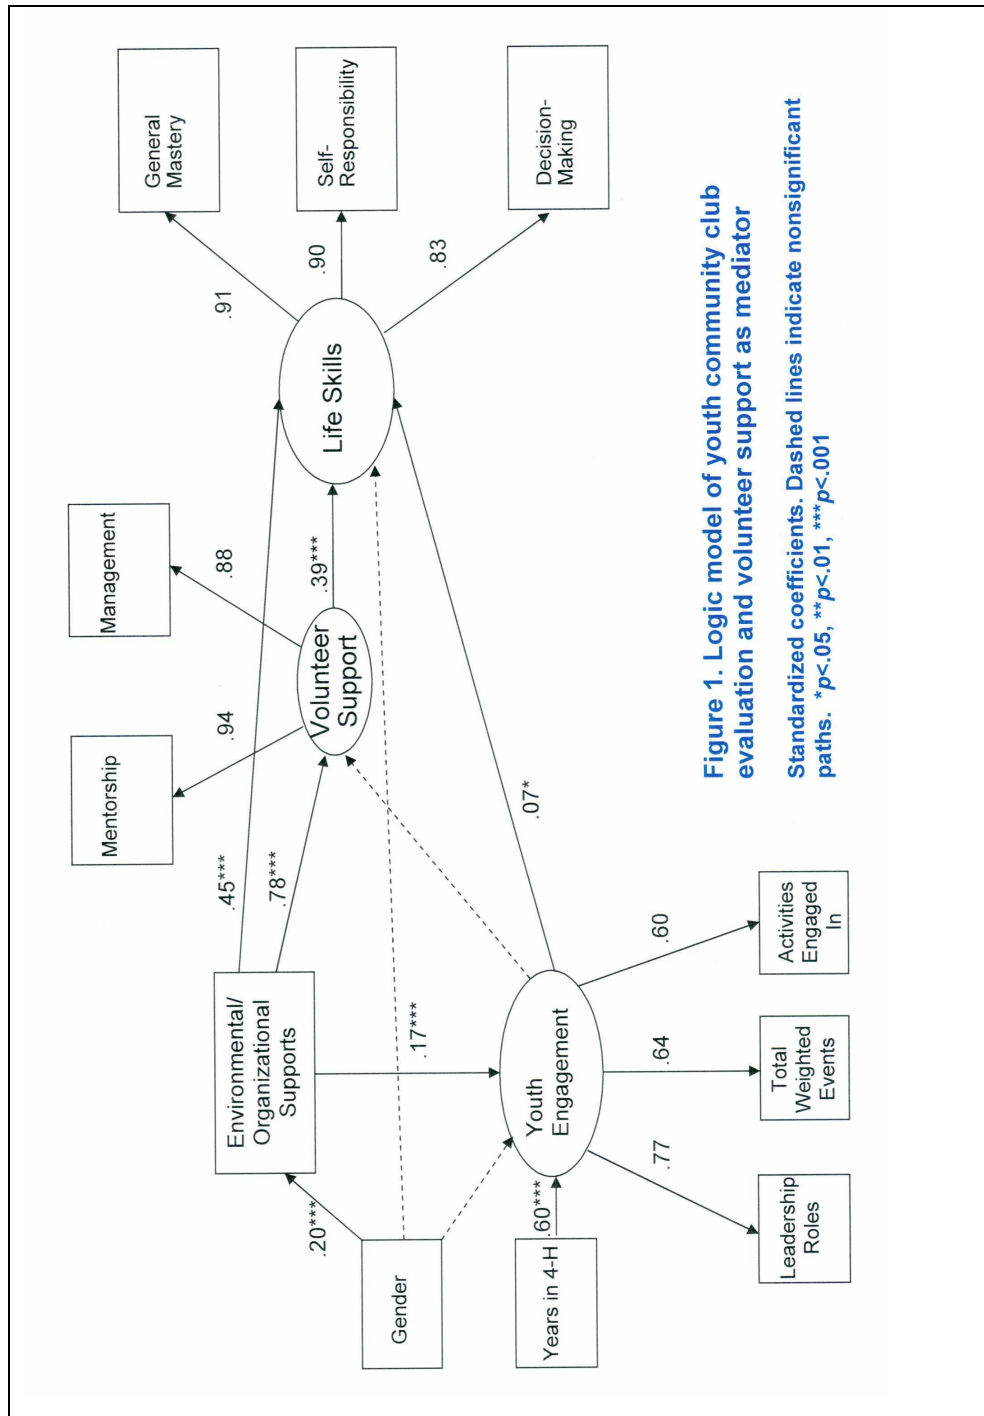 Mentorship
Management
General
Mastery
Self-
Responsibility
Decision-
Making
.94
.88
.91
.90
.83
Environmental/
Organizational
Supports
.45***
.78***
Volunteer
Support
.39***
Life Skills
Gender
.20***
.17***
Years in 4-H
.60***
Youth
Engagement
.07*
.77
.64
.60
Leadership
Roles
Total
Weighted
Events
Activities
Engaged
In
Figure 1. Logic model of youth community club
evaluation and volunteer support as mediator
Standardized coefficients. Dashed lines indicate nonsignificant
paths. *p<.05, **p<.01, ***p<.001